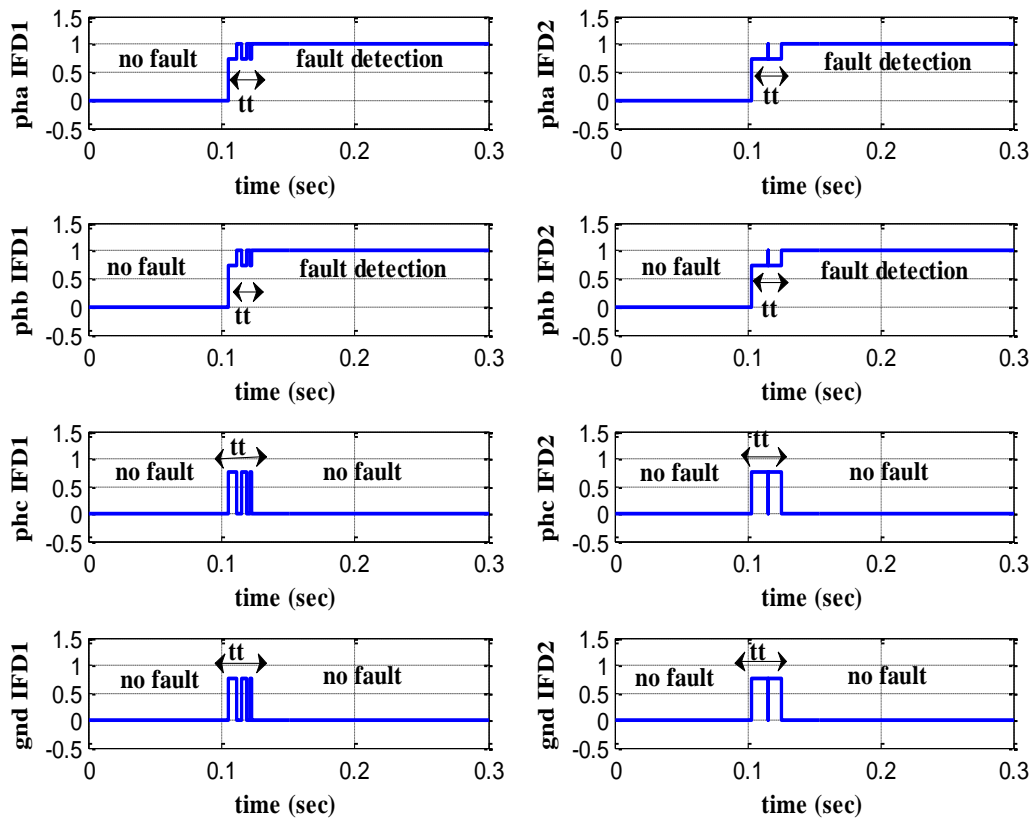 pha IFD1
1.5
1
0.5
0
-0.5
no fault
fault detection
tt
0
0.1
0.2
0.3
time (sec)
pha IFD2
1.5
1
0.5
0
-0.5
fault detection
tt
0
0.1
0.2
0.3
time (sec)
phb IFD1
1.5
1
0.5
0
-0.5
no fault
fault detection
tt
0
0.1
0.2
0.3
time (sec)
phb IFD2
1.5
1
0.5
0
-0.5
no fault
fault detection
tt
0
0.1
0.2
0.3
time (sec)
phc IFD1
1.5
1
0.5
0
-0.5
tt
no fault
no fault
0
0.1
0.2
0.3
time (sec)
phc IFD2
1.5
1
0.5
0
-0.5
tt
no fault
no fault
0
0.1
0.2
0.3
time (sec)
gnd IFD1
1.5
1
0.5
0
-0.5
tt
no fault
no fault
0
0.1
0.2
0.3
time (sec)
gnd IFD2
1.5
1
0.5
0
-0.5
tt
no fault
no fault
0
0.1
0.2
0.3
time (sec)